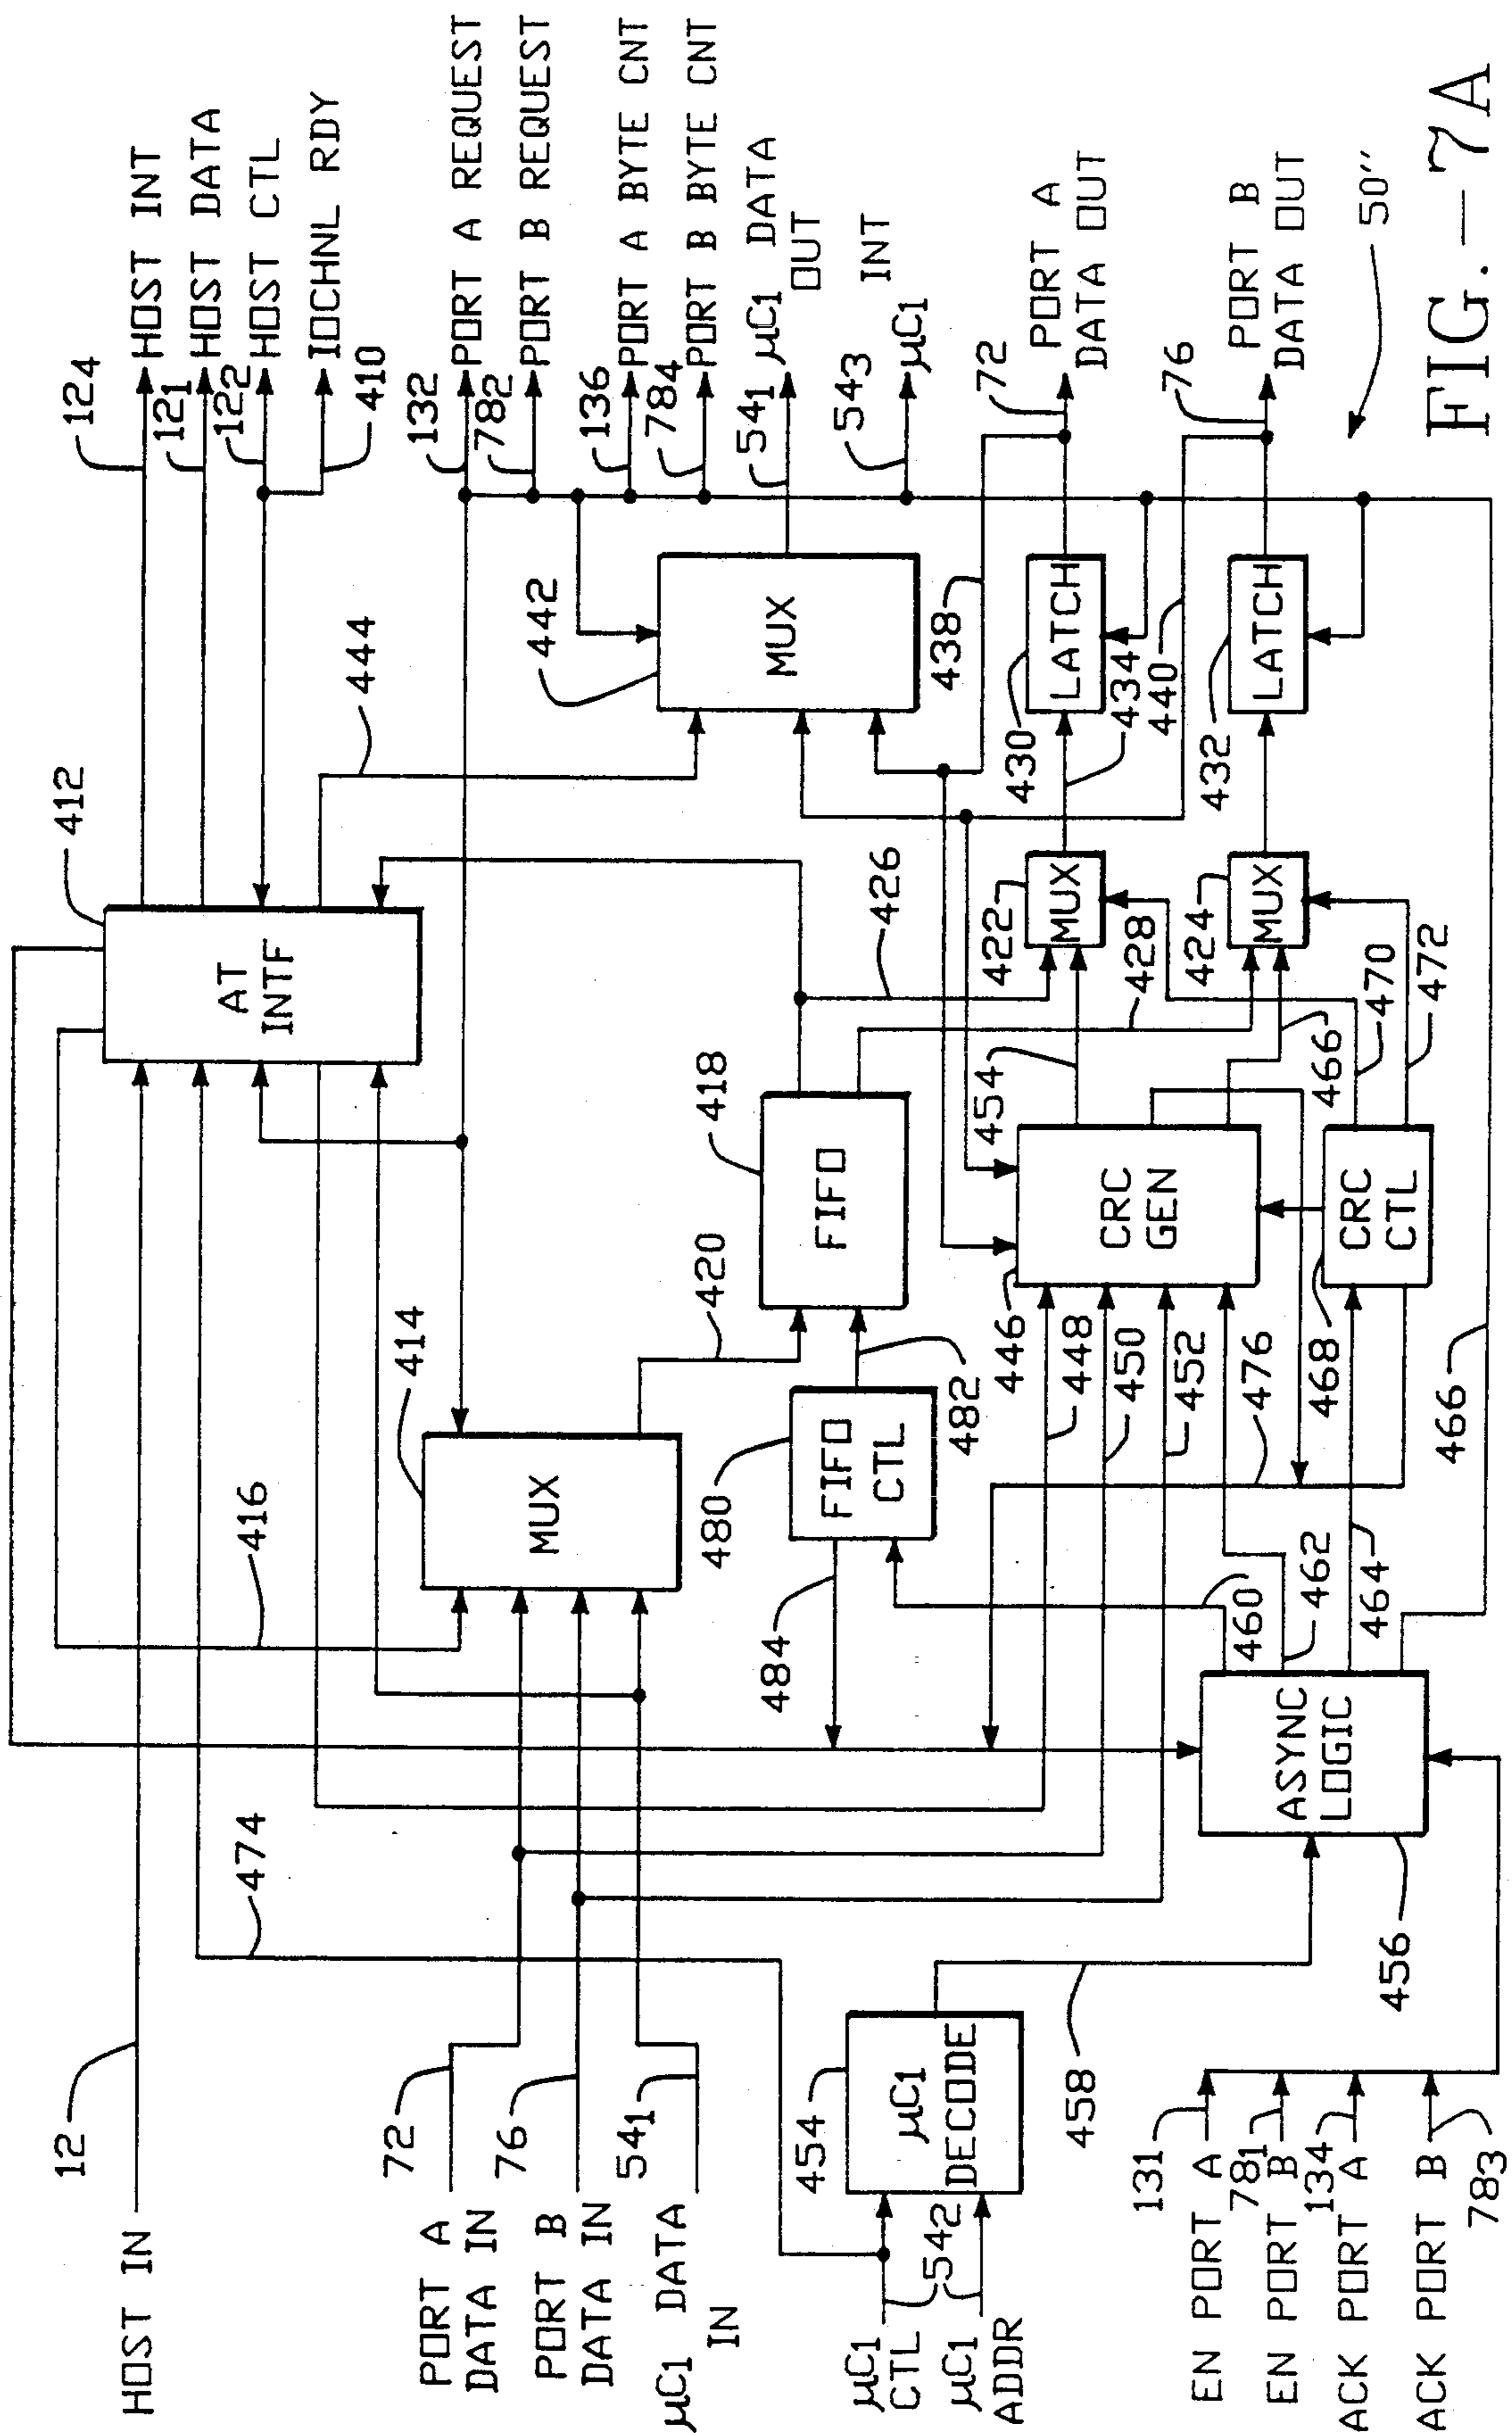 HOST IN
12
474
416
412
AT
INTF
124
HOST INT
12₁
HOST DATA
12₂
HOST CTL
IOCHNL RDY
410
444
132
PORT A REQUEST
78₂
PORT B REQUEST
136
PORT A BYTE CNT
78₄
PORT B BYTE CNT
54₁
μC1 DATA
OUT
54₃
μC1
INT
72
PORT A
DATA OUT
76
PORT B
DATA OUT
50″
PORT A
DATA IN
72
PORT B
DATA IN
76
μC1 DATA
IN
54₁
414
MUX
420
418
FIFO
480
FIFO
CTL
482
484
442
MUX
438
426
422
MUX
428
424
MUX
430
LATCH
434
440
432
LATCH
446
CRC
GEN
454
466
448
450
452
476
468
CRC
CTL
470
472
μC1
CTL
μC1
ADDR
54₂
454
μC1
DECODE
458
456
ASYNC
LOGIC
460
462
464
466
EN PORT A
131
EN PORT B
78₁
ACK PORT A
134
ACK PORT B
78₃
FIG.—7A